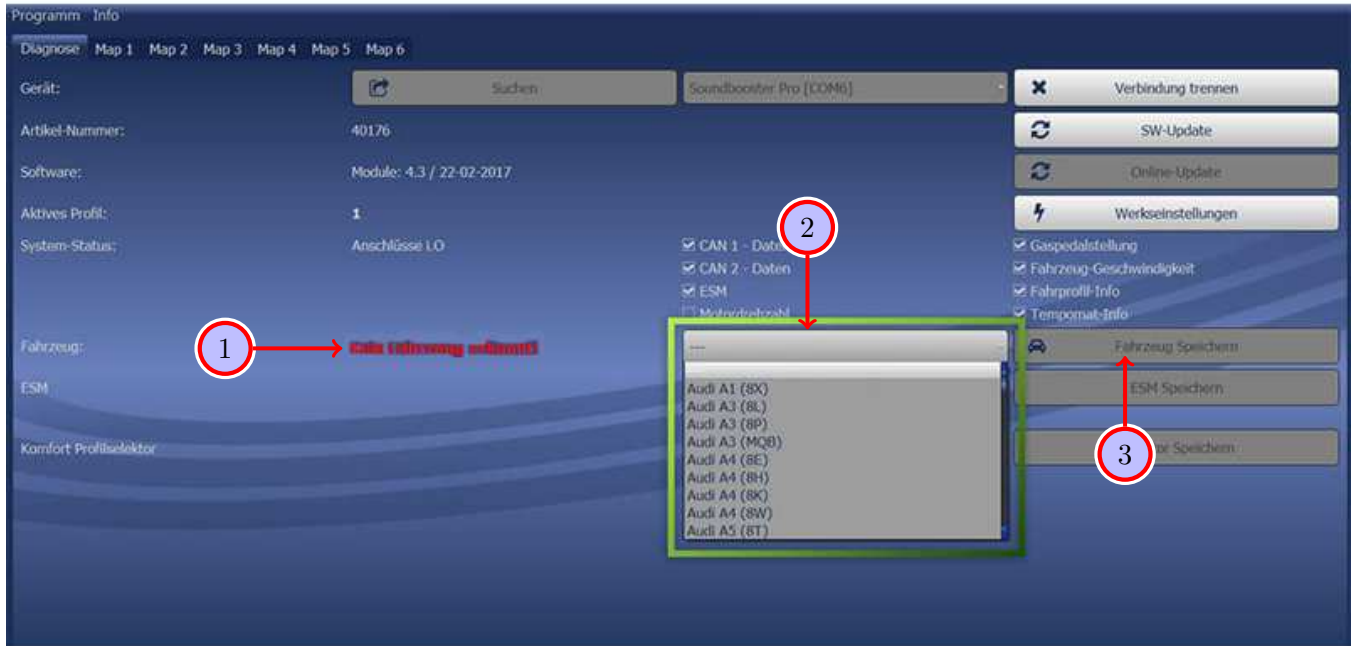 Programm Info
Diagnose Map 1 Map 2 Map 3 Map 4 Map 5 Map 6
Gerät: Suchen Soundbooster Pro [COM6] Verbindung trennen
Artikel-Nummer: 40176 SW-Update
Software: Module: 4.3 / 22-02-2017 Online-Update
Aktives Profil: 1 Werkseinstellungen
2
System-Status: Anschlüsse I.O CAN 1 - Daten Gaspedalstellung
CAN 2 - Daten Fahrzeug-Geschwindigkeit
ESM Fahrprofil-Info
Motordrehzahl Tempomat-Info
Fahrzeug: 1 --- Fahrzeug Speichern
ESM ESM Speichern
Audi A1 (8X)
Audi A3 (8L)
Audi A3 (8P)
Audi A3 (MQB)
Komfort Profilselektor 3 Speichern
Audi A4 (8E)
Audi A4 (8H)
Audi A4 (8K)
Audi A4 (8W)
Audi A5 (8T)